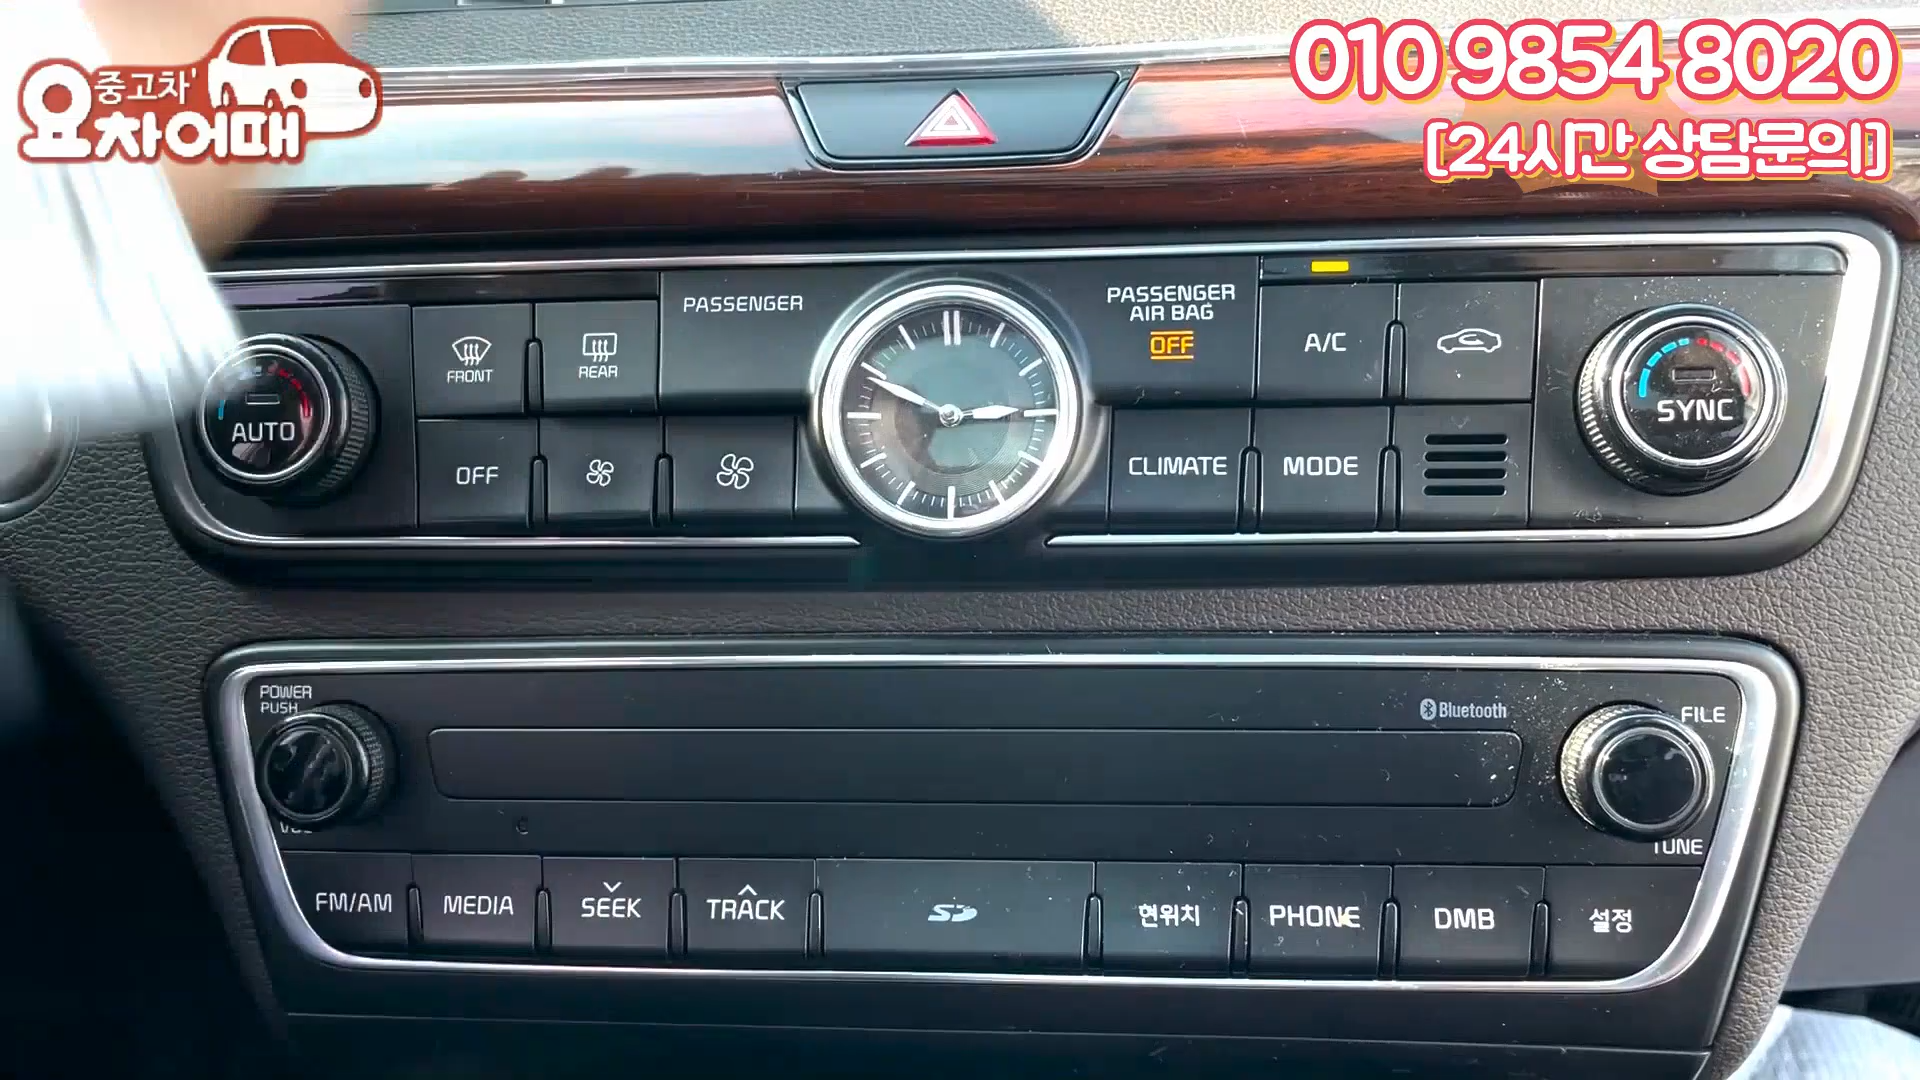 중고차'
요차어때
010 9854 8020
[24시간 상담문의]
PASSENGER
PASSENGER
AIR BAG
OFF
FRONT
REAR
A/C
AUTO
OFF
CLIMATE
MODE
SYNC
POWER
PUSH
Bluetooth
FILE
TUNE
FM/AM
MEDIA
SEEK
TRACK
SD
현위치
PHONE
DMB
설정